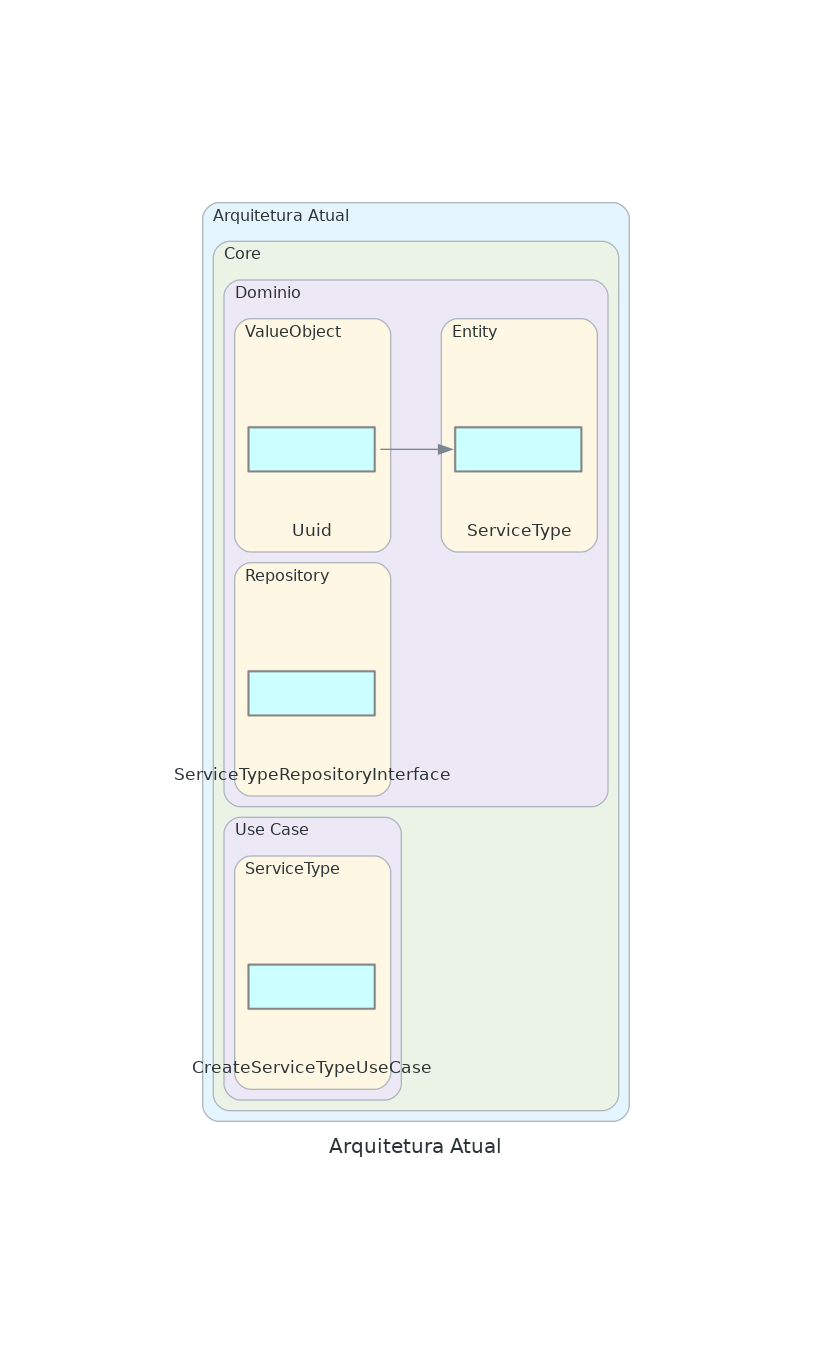 Arquitetura Atual
Core
Dominio
ValueObject
Entity
Uuid
ServiceType
Repository
ServiceTypeRepositoryInterface
Use Case
ServiceType
CreateServiceTypeUseCase
Arquitetura Atual